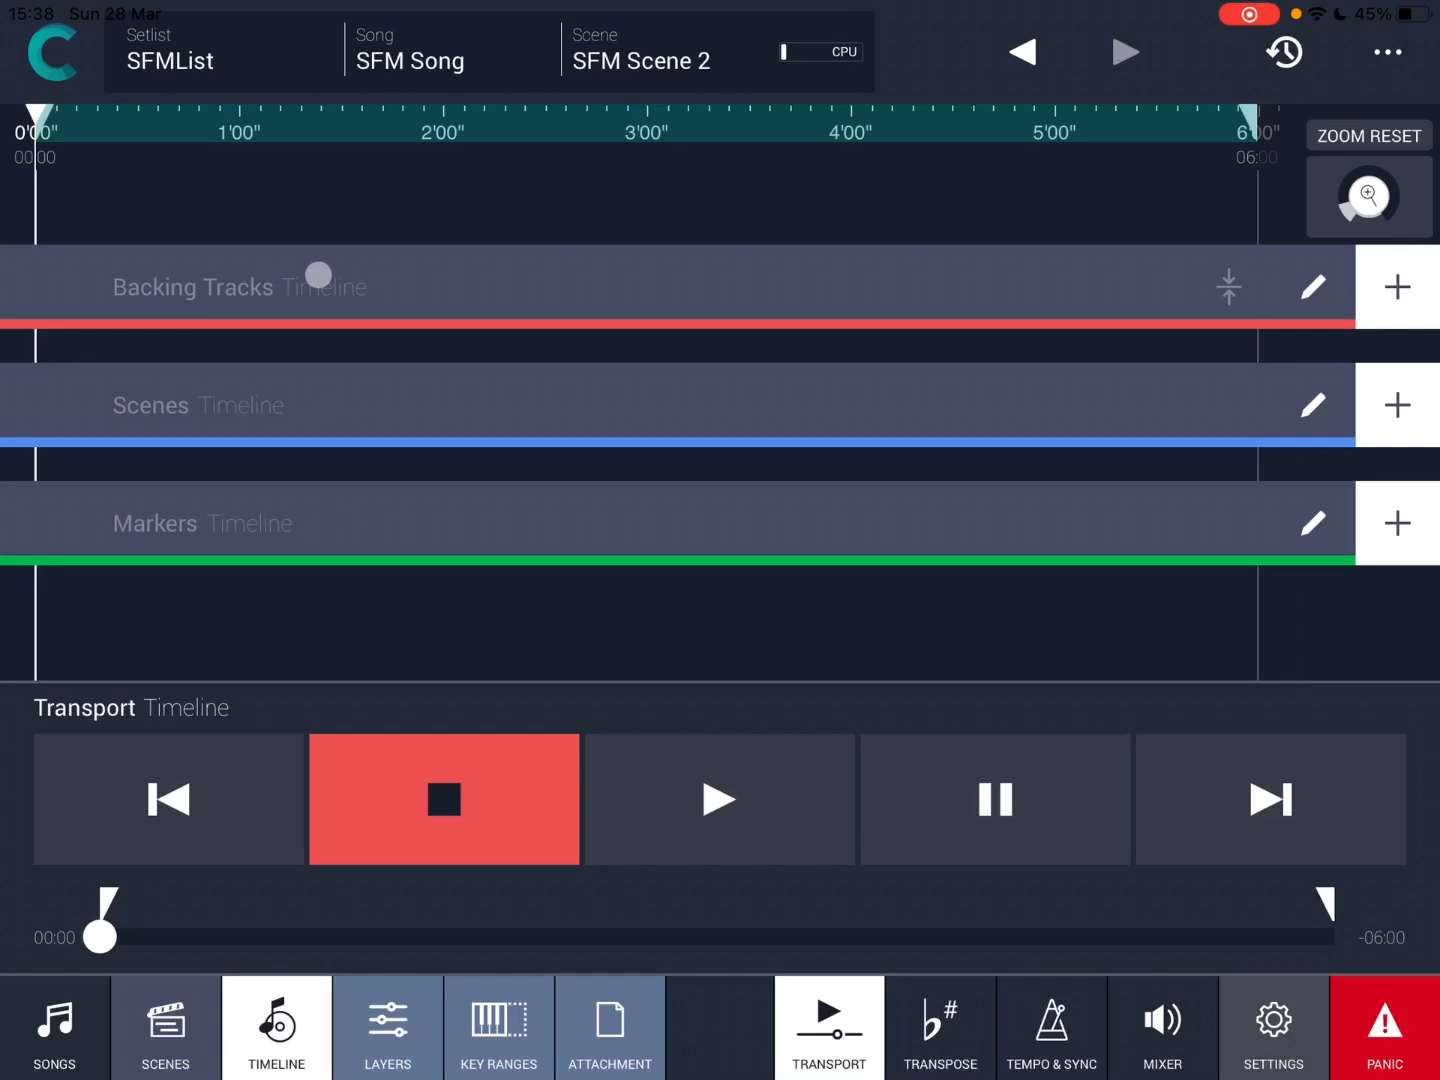 15:38 Sun 28 Mar
45%
Setlist
SFMList
Song
SFM Song
Scene
SFM Scene 2
CPU
0'00" 1'00" 2'00" 3'00" 4'00" 5'00" 6'00"
00:00 06:00
ZOOM RESET
Backing Tracks Timeline
Scenes Timeline
Markers Timeline
Transport Timeline
00:00 -06:00
SONGS SCENES TIMELINE LAYERS KEY RANGES ATTACHMENT TRANSPORT TRANSPOSE TEMPO & SYNC MIXER SETTINGS PANIC